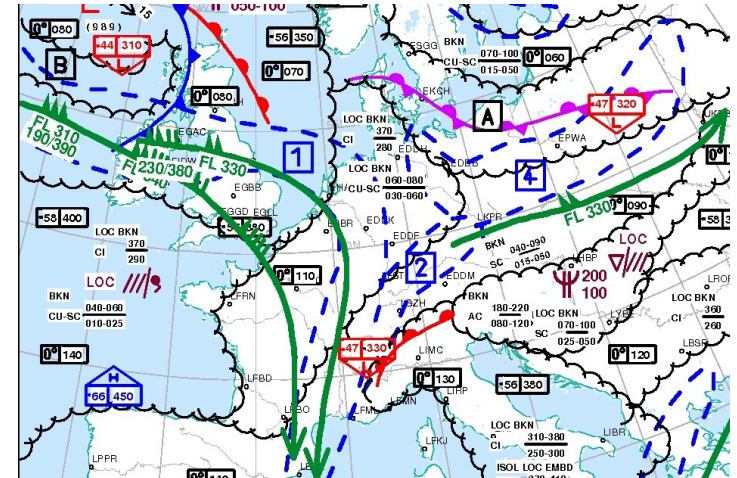 15
050-100
0° 080
(989)
-44 310
L
-56 350
ESGG
BKN
CU-SC
070-100
015-050
0° 060
B
0° 070
0° 080
EKCH
-47 320
L
A
FL 310
190/390
EGAC
LOC BKN
CI
370
280
EPWA
EDDH
1
FL 330
230/380
EDDB
4
LOC BKN
CU-SC
060-080
030-060
EGBB
EGGD
EGLL
-58 400
LKPR
FL 330
0° 090
EBBR
EDDK
LOC BKN
CI
370
290
EDDF
BKN
SC
040-090
015-050
LOC
2
LOC
0° 110
EDDM
200
100
BKN
CU-SC
040-060
010-025
LFRN
BKN
AC
180-220
080-120
LOC BKN
SC
070-100
025-050
LOC BKN
CI
360
260
0° 140
-47 330
LIMC
0° 120
LBSF
H
-66 450
LFBD
0° 130
-56 380
LIRP
LFBO
LFML
LFMN
LOC BKN
CI
310-380
250-300
LIBR
LPPR
LFKJ
ISOL LOC EMBD